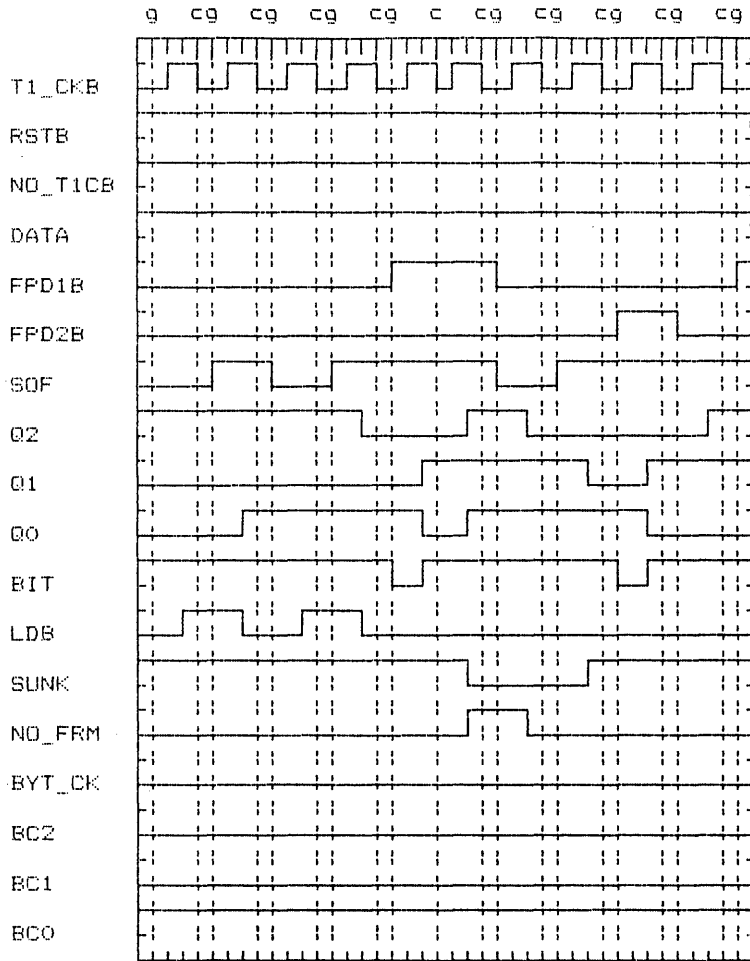 g cg cg cg cg c cg cg cg cg cg
T1_CKB
RSTB
NO_T1CB
DATA
FPD1B
FPD2B
SOF
Q2
Q1
Q0
BIT
LDB
SUNK
NO_FRM
BYT_CK
BC2
BC1
BC0